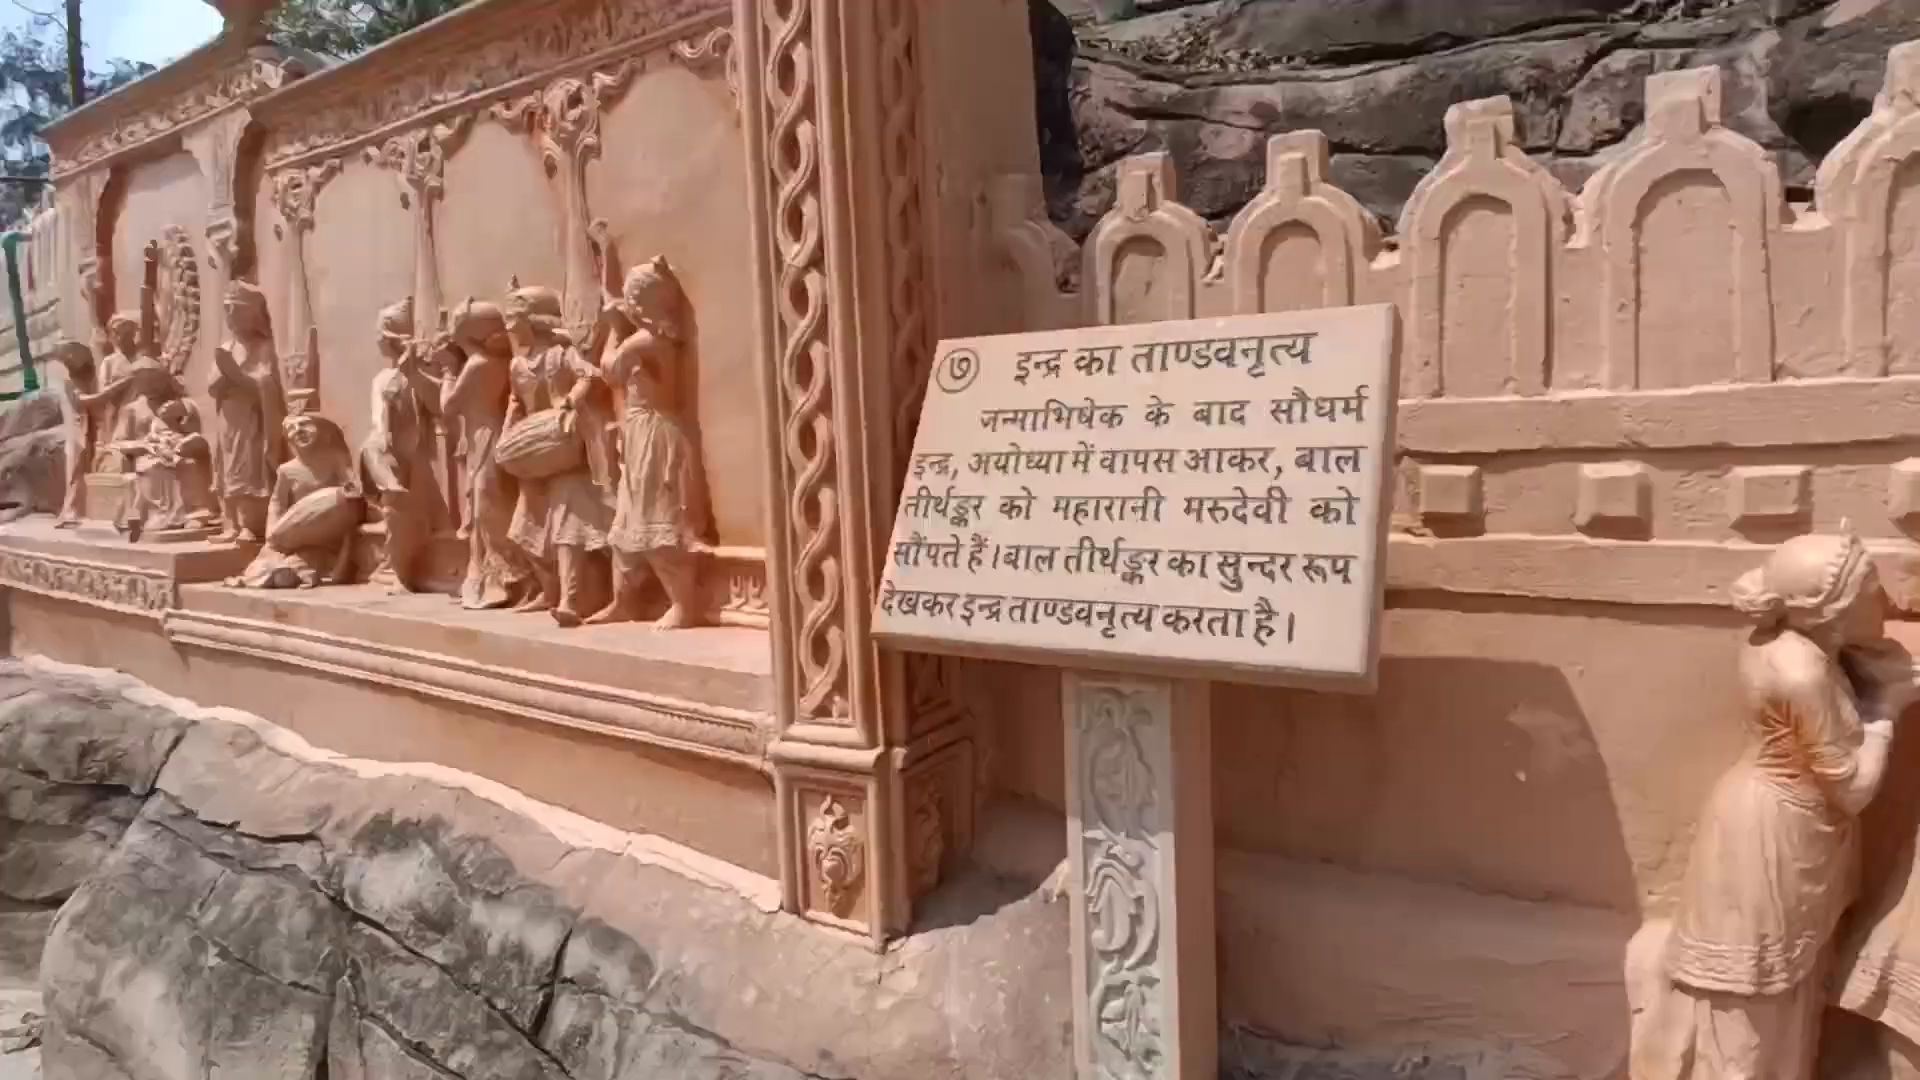 ७ इन्द्र का ताण्डवनृत्य
जन्माभिषेक के बाद सौधर्म
इन्द्र, अयोध्या में वापस आकर, बाल
तीर्थङ्कर को महारानी मरुदेवी को
सौंपते हैं। बाल तीर्थङ्कर का सुन्दर रूप
देखकर इन्द्र ताण्डवनृत्य करता है।